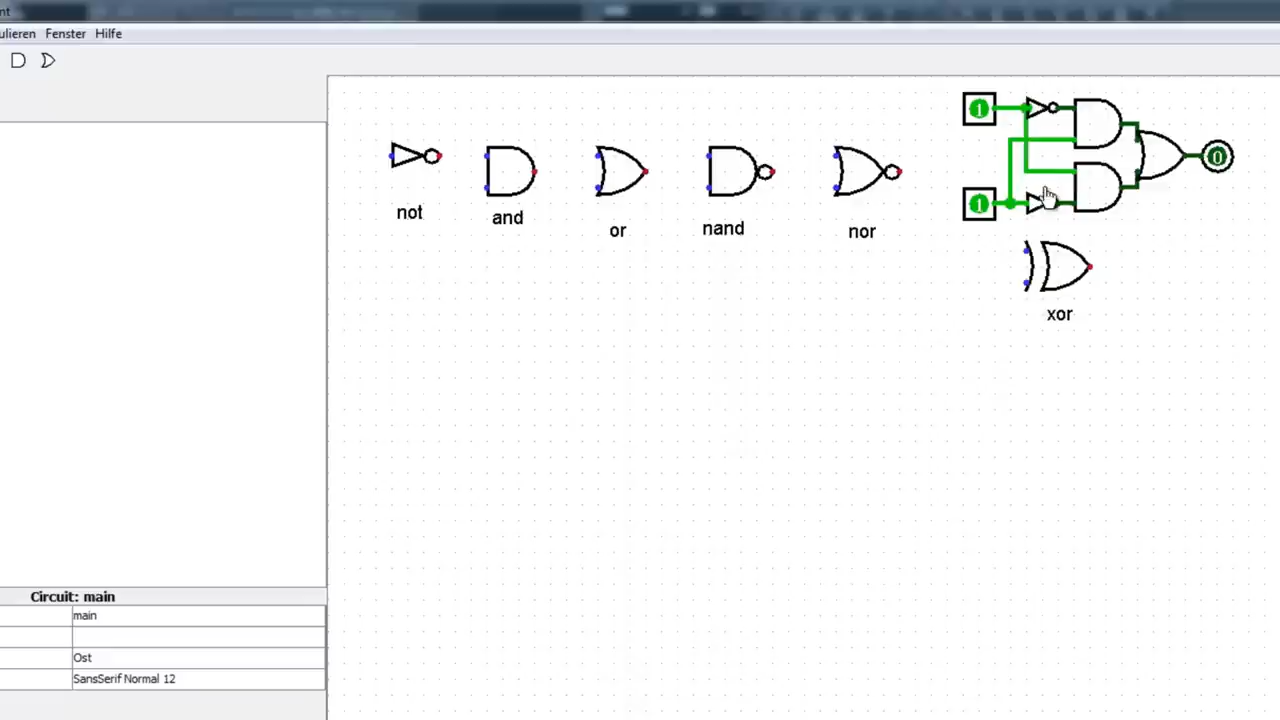 nt
ulieren Fenster Hilfe
1
0
1
not
and
or
nand
nor
xor
Circuit: main
main
Ost
SansSerif Normal 12